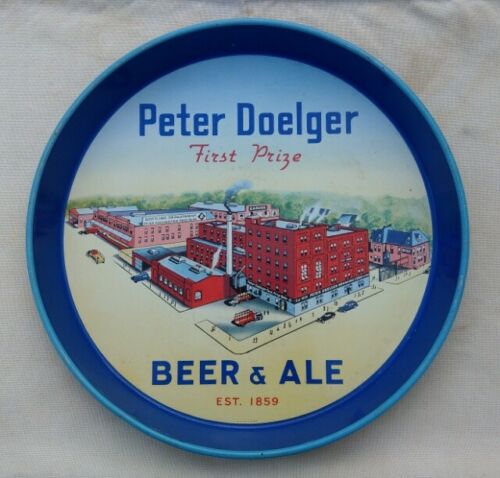 Peter Doelger
First Prize
BEER & ALE
EST. 1859